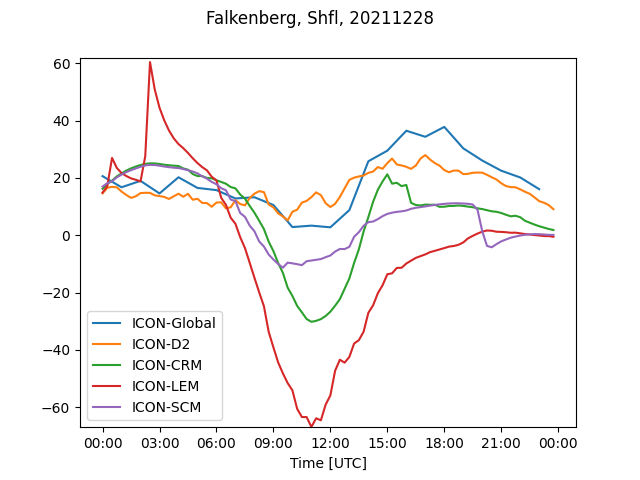 Falkenberg, Shfl, 20211228
60
40
20
0
−20
−40
−60
ICON-Global
ICON-D2
ICON-CRM
ICON-LEM
ICON-SCM
00:00 03:00 06:00 09:00 12:00 15:00 18:00 21:00 00:00
Time [UTC]